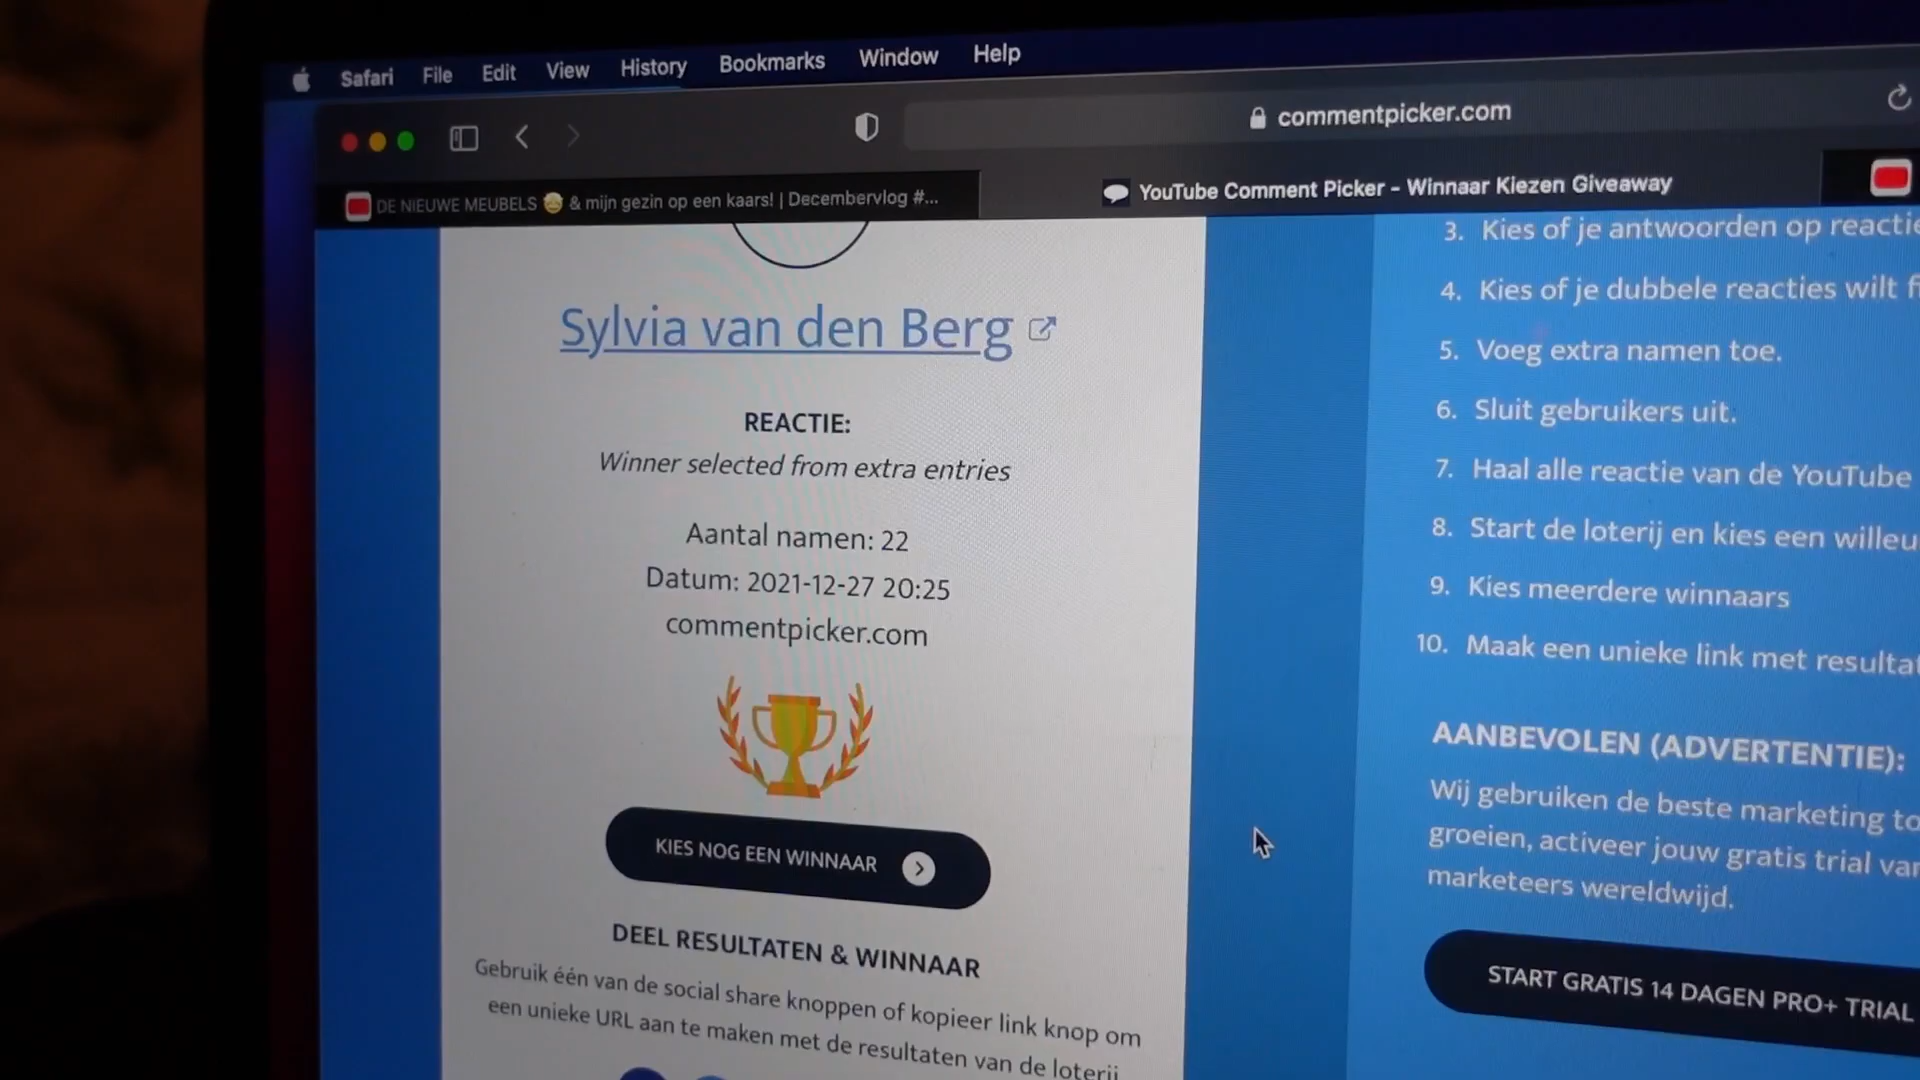 Safari File Edit View History Bookmarks Window Help
commentpicker.com
DE NIEUWE MEUBELS 😄 & mijn gezin op een kaars! | Decembervlog #...
YouTube Comment Picker - Winnaar Kiezen Giveaway
Sylvia van den Berg
REACTIE:
Winner selected from extra entries
Aantal namen: 22
Datum: 2021-12-27 20:25
commentpicker.com
KIES NOG EEN WINNAAR
DEEL RESULTATEN & WINNAAR
Gebruik één van de social share knoppen of kopieer link knop om
een unieke URL aan te maken met de resultaten van de loterij
3. Kies of je antwoorden op reactie
4. Kies of je dubbele reacties wilt fi
5. Voeg extra namen toe.
6. Sluit gebruikers uit.
7. Haal alle reactie van de YouTube
8. Start de loterij en kies een willeu
9. Kies meerdere winnaars
10. Maak een unieke link met resultat
AANBEVOLEN (ADVERTENTIE):
Wij gebruiken de beste marketing to
groeien, activeer jouw gratis trial van
marketeers wereldwijd.
START GRATIS 14 DAGEN PRO+ TRIAL